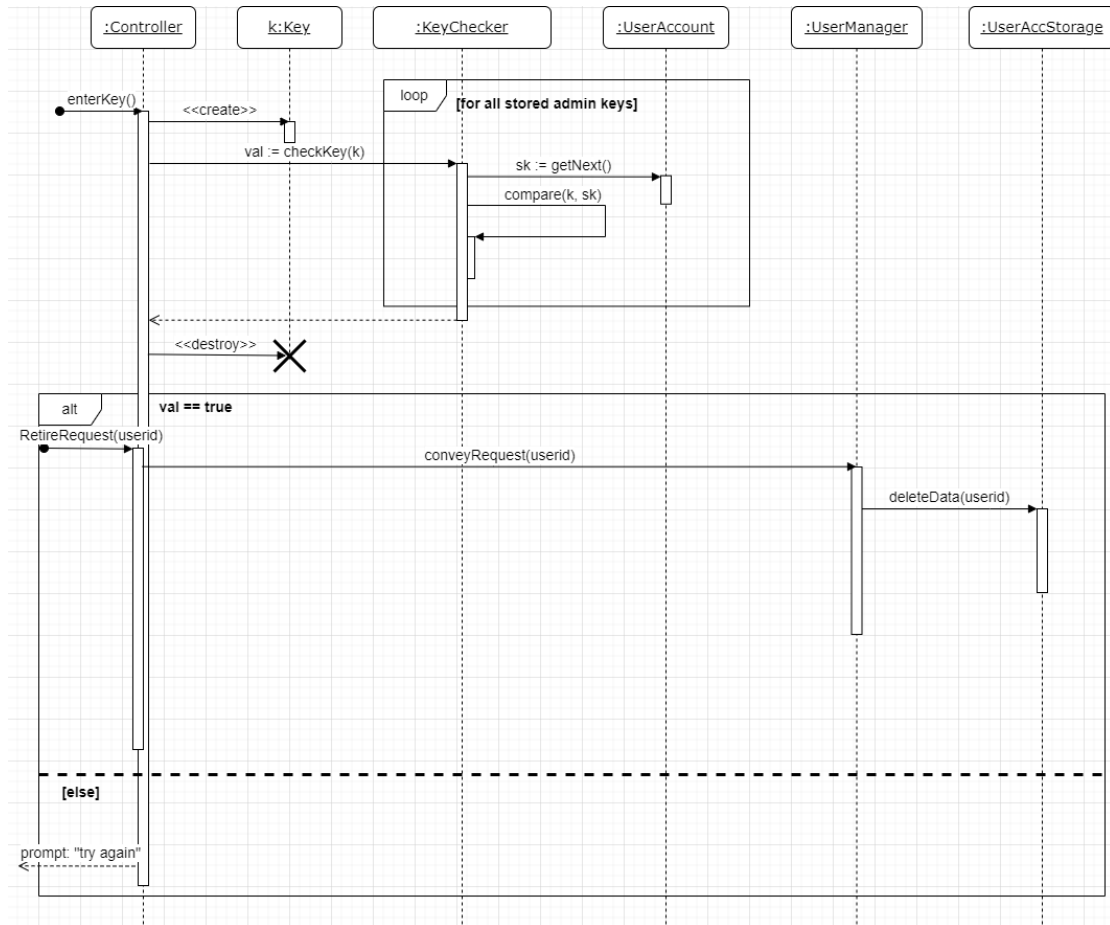 :Controller
k:Key
:KeyChecker
:UserAccount
:UserManager
:UserAccStorage
loop
[for all stored admin keys]
enterKey()
<<create>>
val := checkKey(k)
sk := getNext()
compare(k, sk)
<<destroy>>
alt
val == true
RetireRequest(userid)
conveyRequest(userid)
deleteData(userid)
[else]
prompt: "try again"